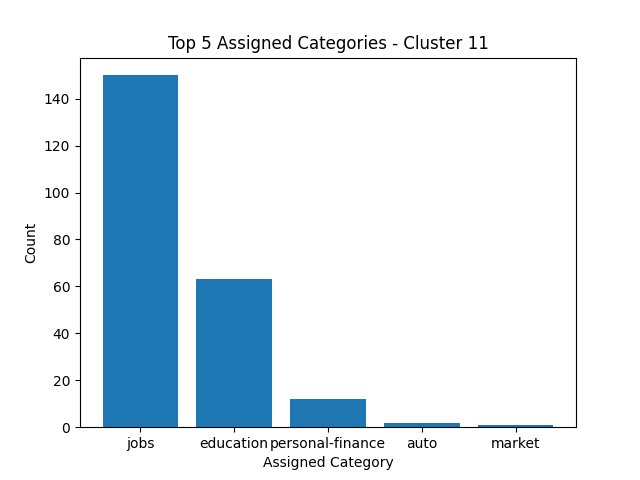 Top 5 Assigned Categories - Cluster 11
Count
140
120
100
80
60
40
20
0
jobs education personal-finance auto market
Assigned Category